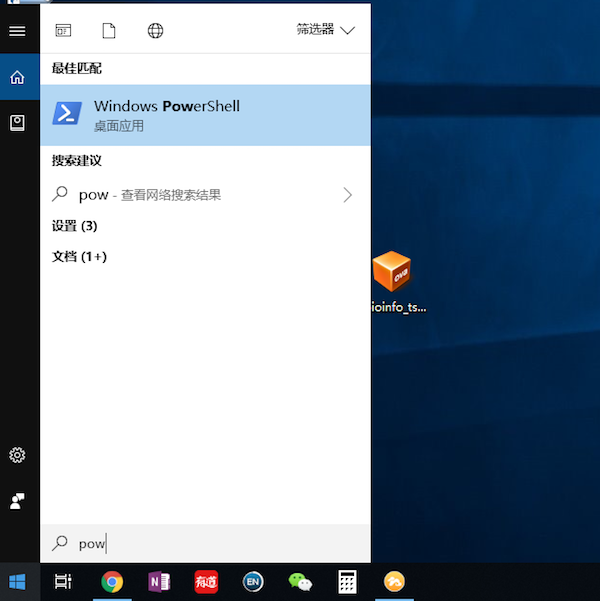 筛选器
最佳匹配
Windows PowerShell
桌面应用
搜索建议
pow - 查看网络搜索结果
设置 (3)
文档 (1+)
ova
ioinfo_ts...
pow
N
有道
EN